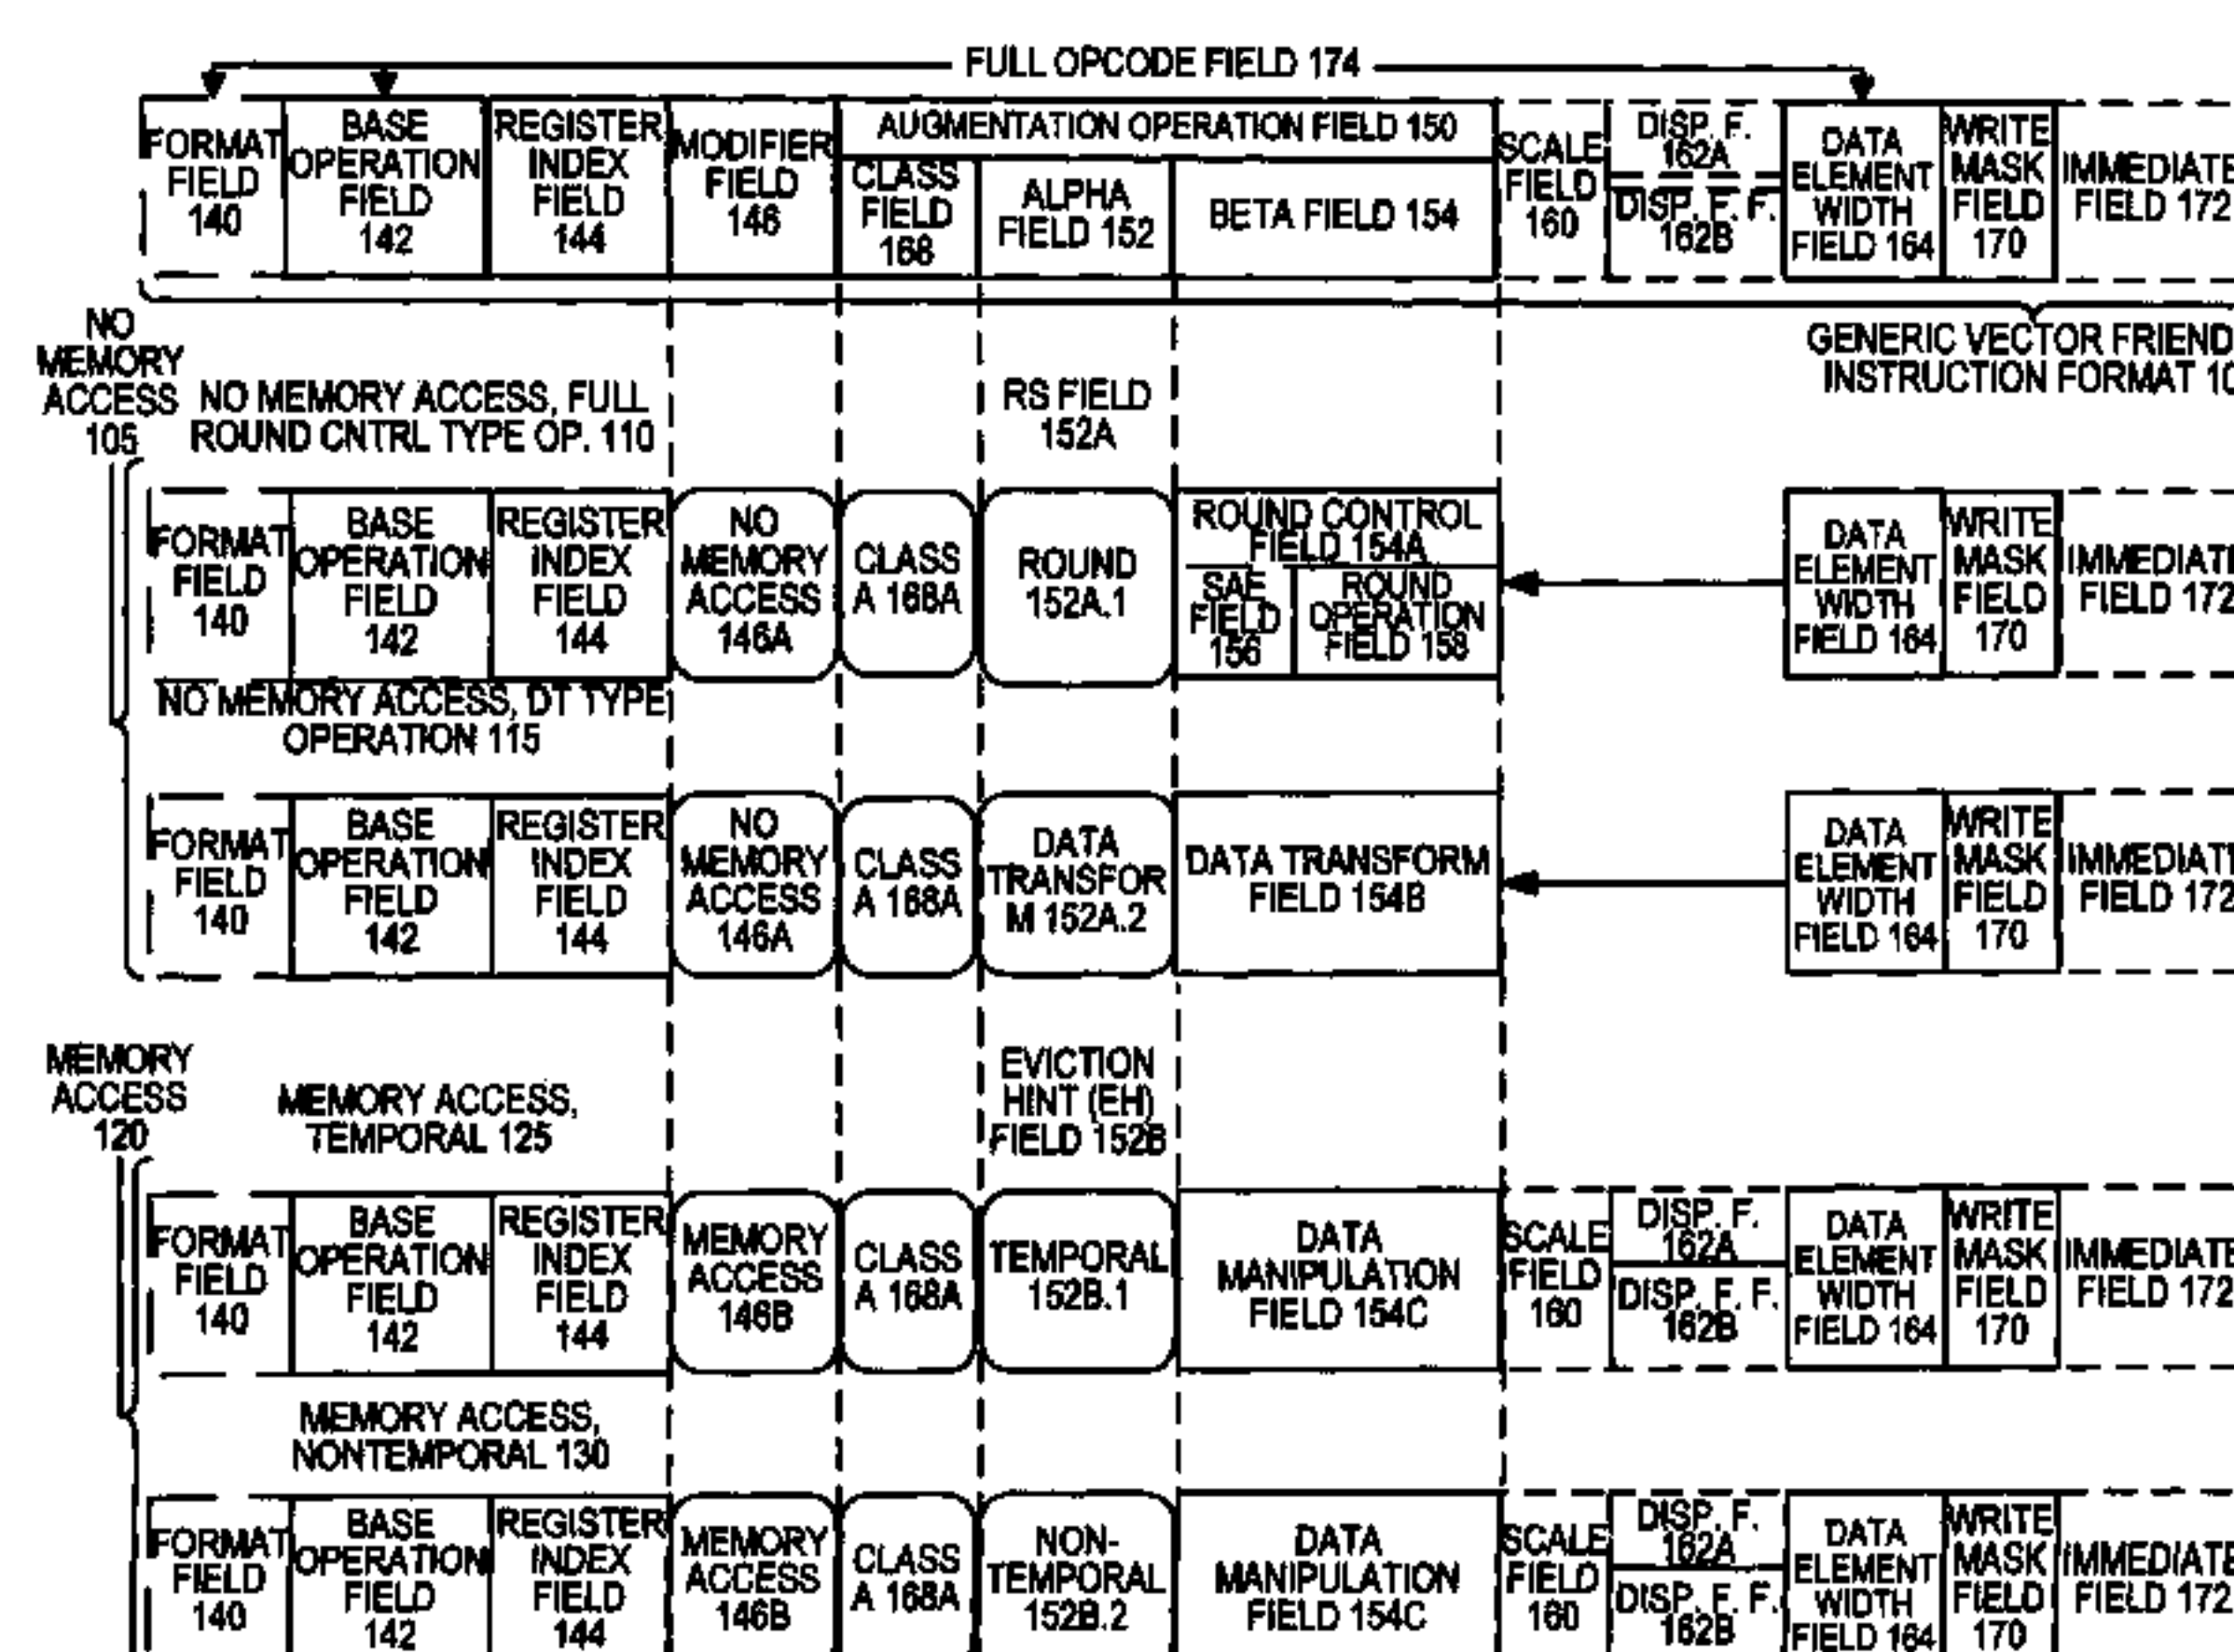 FULL OPCODE FIELD 174
FORMAT
FIELD
140
BASE
OPERATION
FIELD
142
REGISTER
INDEX
FIELD
144
MODIFIER
FIELD
146
AUGMENTATION OPERATION FIELD 150
CLASS
FIELD
168
ALPHA
FIELD 152
BETA FIELD 154
SCALE
FIELD
160
DISP. F.
162A
DISP. F. F.
162B
DATA
ELEMENT
WIDTH
FIELD 164
WRITE
MASK
FIELD
170
IMMEDIATE
FIELD 172
GENERIC VECTOR FRIEND
INSTRUCTION FORMAT 10
NO
MEMORY
ACCESS
105
NO MEMORY ACCESS, FULL
ROUND CNTRL TYPE OP. 110
RS FIELD
152A
FORMAT
FIELD
140
BASE
OPERATION
FIELD
142
REGISTER
INDEX
FIELD
144
NO
MEMORY
ACCESS
146A
CLASS
A 168A
ROUND
152A.1
ROUND CONTROL
FIELD 154A
SAE
FIELD
156
ROUND
OPERATION
FIELD 158
DATA
ELEMENT
WIDTH
FIELD 164
WRITE
MASK
FIELD
170
IMMEDIATE
FIELD 172
NO MEMORY ACCESS, DT TYPE
OPERATION 115
FORMAT
FIELD
140
BASE
OPERATION
FIELD
142
REGISTER
INDEX
FIELD
144
NO
MEMORY
ACCESS
146A
CLASS
A 168A
DATA
TRANSFOR
M 152A.2
DATA TRANSFORM
FIELD 154B
DATA
ELEMENT
WIDTH
FIELD 164
WRITE
MASK
FIELD
170
IMMEDIATE
FIELD 172
MEMORY
ACCESS
120
MEMORY ACCESS,
TEMPORAL 125
EVICTION
HINT (EH)
FIELD 152B
FORMAT
FIELD
140
BASE
OPERATION
FIELD
142
REGISTER
INDEX
FIELD
144
MEMORY
ACCESS
146B
CLASS
A 168A
TEMPORAL
152B.1
DATA
MANIPULATION
FIELD 154C
SCALE
FIELD
160
DISP. F.
162A
DISP. F. F.
162B
DATA
ELEMENT
WIDTH
FIELD 164
WRITE
MASK
FIELD
170
IMMEDIATE
FIELD 172
MEMORY ACCESS,
NONTEMPORAL 130
FORMAT
FIELD
140
BASE
OPERATION
FIELD
142
REGISTER
INDEX
FIELD
144
MEMORY
ACCESS
146B
CLASS
A 168A
NON-
TEMPORAL
152B.2
DATA
MANIPULATION
FIELD 154C
SCALE
FIELD
160
DISP. F.
162A
DISP. F. F.
162B
DATA
ELEMENT
WIDTH
FIELD 164
WRITE
MASK
FIELD
170
IMMEDIATE
FIELD 172